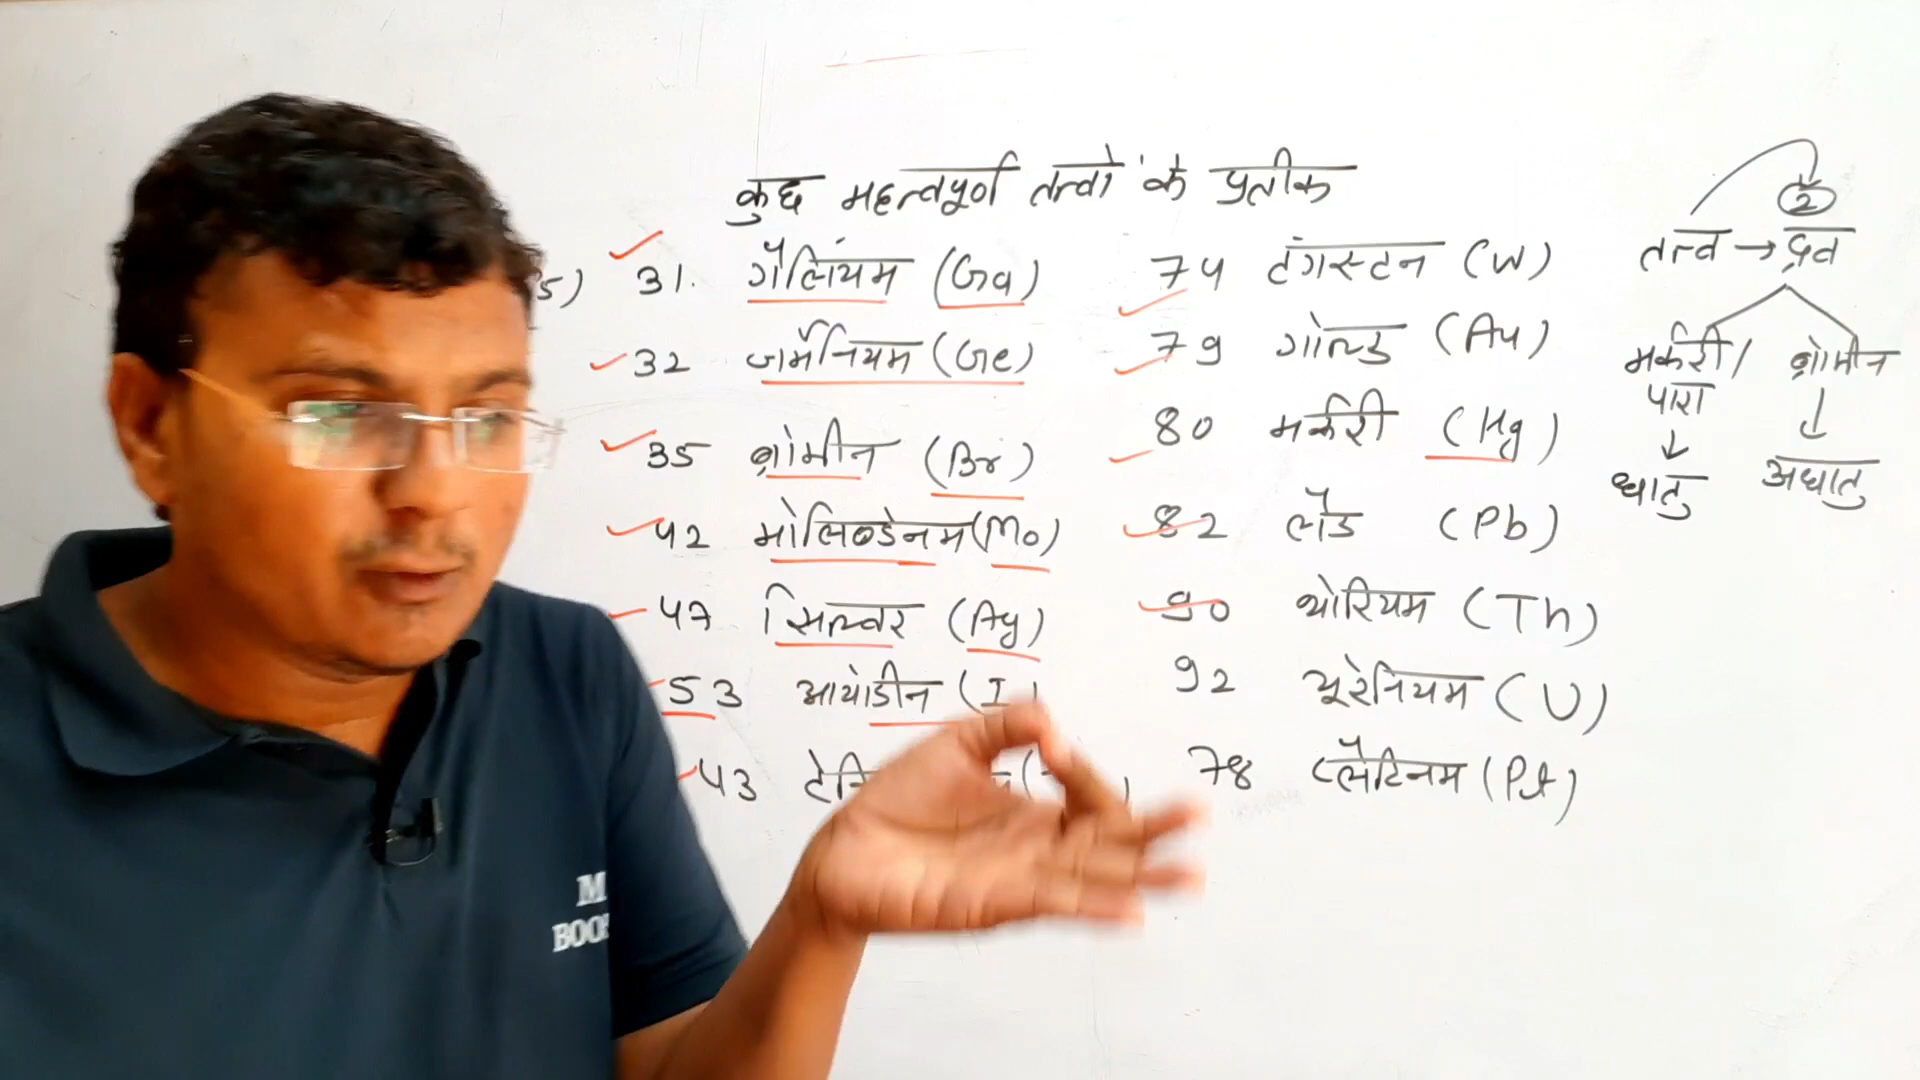 कुछ महत्वपूर्ण तत्वों के प्रतीक
31. गैलियम (Ga)
32 जर्मेनियम (Ge)
35 ब्रोमीन (Br)
42 मोलिब्डेनम (Mo)
47 सिल्वर (Ag)
53 आयोडीन (I)
43
74 टंगस्टन (W)
79 गोल्ड (Au)
80 मर्करी (Hg)
82 लैड (Pb)
90 थोरियम (Th)
92 यूरेनियम (U)
78 प्लैटिनम (Pt)
2
तत्व → द्रव
मर्करी/ ब्रोमीन
पारा
धातु अधातु
M
BOO